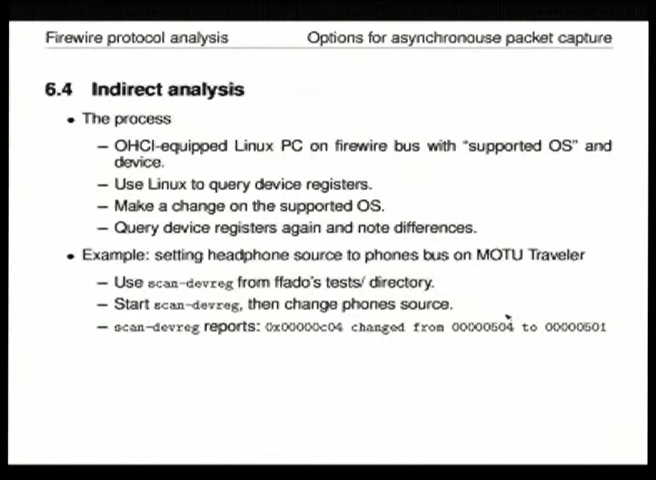 Firewire protocol analysis
Options for asynchronouse packet capture
6.4 Indirect analysis
• The process
– OHCI-equipped Linux PC on firewire bus with “supported OS” and
device.
– Use Linux to query device registers.
– Make a change on the supported OS.
– Query device registers again and note differences.
• Example: setting headphone source to phones bus on MOTU Traveler
– Use scan-devreg from ffado's tests/ directory.
– Start scan-devreg, then change phones source.
– scan-devreg reports: 0x00000c04 changed from 00000504 to 00000501